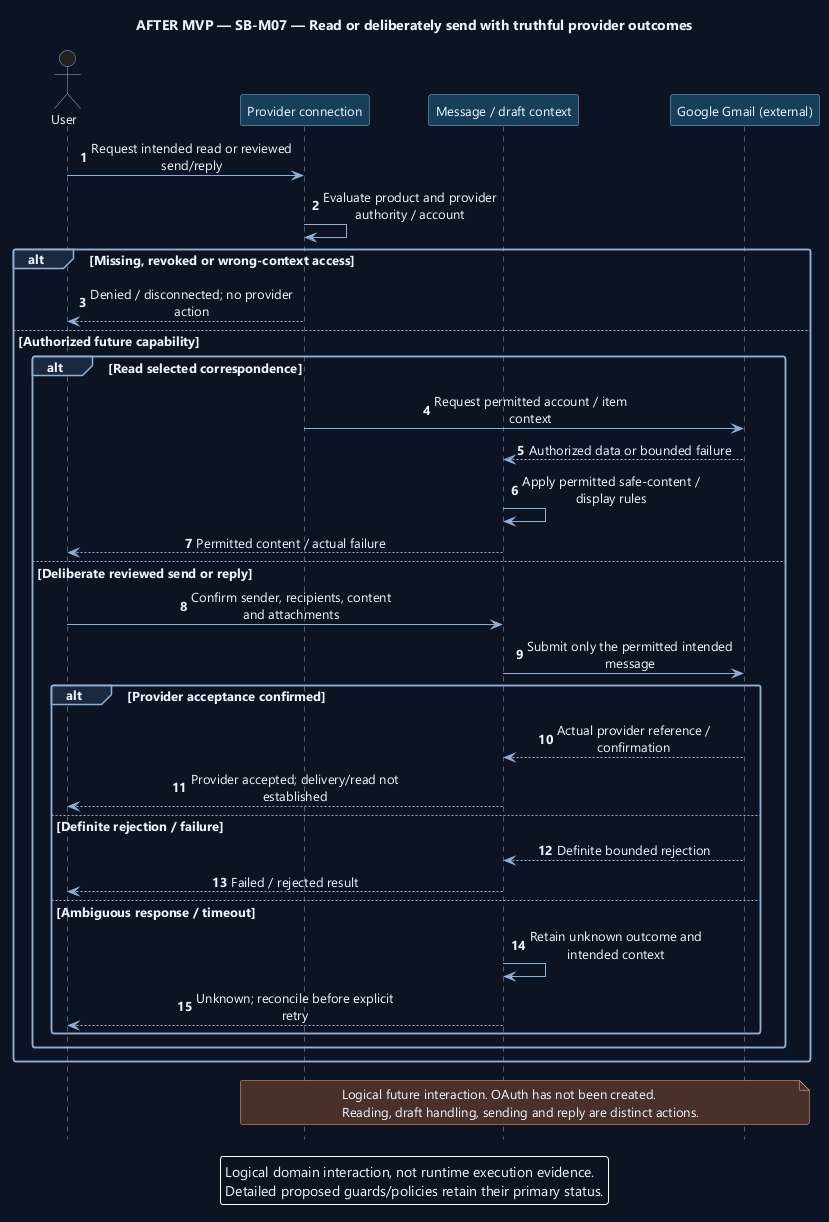 AFTER MVP — SB-M07 — Read or deliberately send with truthful provider outcomes
User
Provider connection
Message / draft context
Google Gmail (external)
1 Request intended read or reviewed
send/reply
2 Evaluate product and provider
authority / account
alt [Missing, revoked or wrong-context access]
3 Denied / disconnected; no provider
action
[Authorized future capability]
alt [Read selected correspondence]
4 Request permitted account / item
context
5 Authorized data or bounded failure
6 Apply permitted safe-content /
display rules
7 Permitted content / actual failure
[Deliberate reviewed send or reply]
8 Confirm sender, recipients, content
and attachments
9 Submit only the permitted intended
message
alt [Provider acceptance confirmed]
10 Actual provider reference /
confirmation
11 Provider accepted; delivery/read not
established
[Definite rejection / failure]
12 Definite bounded rejection
13 Failed / rejected result
[Ambiguous response / timeout]
14 Retain unknown outcome and
intended context
15 Unknown; reconcile before explicit
retry
Logical future interaction. OAuth has not been created.
Reading, draft handling, sending and reply are distinct actions.
Logical domain interaction, not runtime execution evidence.
Detailed proposed guards/policies retain their primary status.